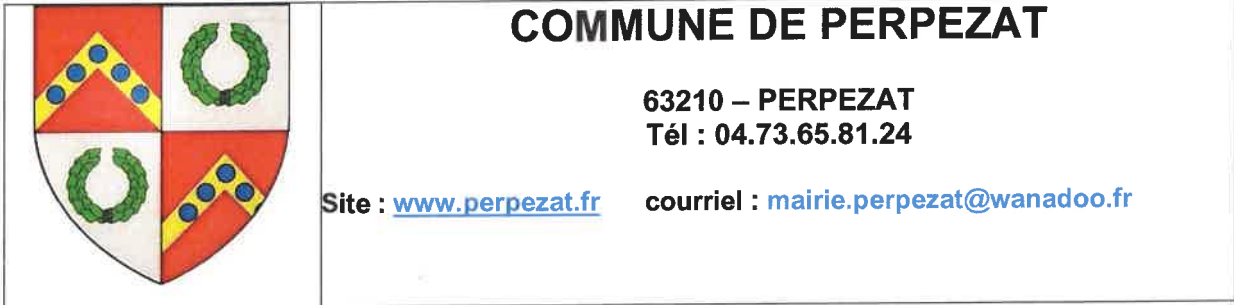 COMMUNE DE PERPEZAT
63210 – PERPEZAT
Tél : 04.73.65.81.24
Site : www.perpezat.fr courriel : mairie.perpezat@wanadoo.fr